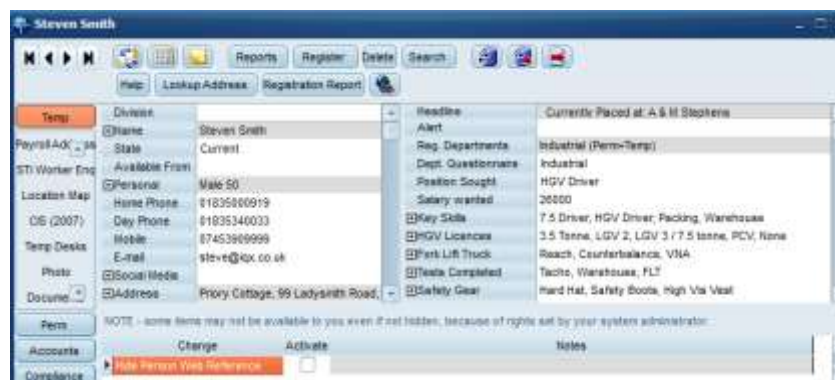 Steven Smith
Reports Register Delete Search
Help Lookup Address Registration Report
Temp
STI Worker Enq
Location Map
CIS (2007)
Temp Desks
Photo
Perm
Accounts
Compliance
Division
Name Steven Smith
State Current
Available From
Personal Male 50
Home Phone 01835000919
Day Phone 01835340033
Mobile 07453909999
E-mail steve@iqx.co.uk
Social Media
Address Priory Cottage, 99 Ladysmith Road,
Headline Currently Placed at: A & M Stephens
Alert
Reg. Departments Industrial (Perm+Temp)
Dept. Questionnaire Industrial
Position Sought HGV Driver
Salary wanted 26000
Key Skills 7.5 Driver, HGV Driver, Packing, Warehouse
HGV Licences 3.5 Tonne, LGV 2, LGV 3 / 7.5 tonne, PCV, None
Fork Lift Truck Reach, Counterbalance, VNA
Tests Completed Tacho, Warehouse, FLT
Safety Gear Hard Hat, Safety Boots, High Vis Vest
NOTE - some items may not be available to you even if not hidden, because of rights set by your system administrator.
Change Activate Notes
Hide Person Web Reference